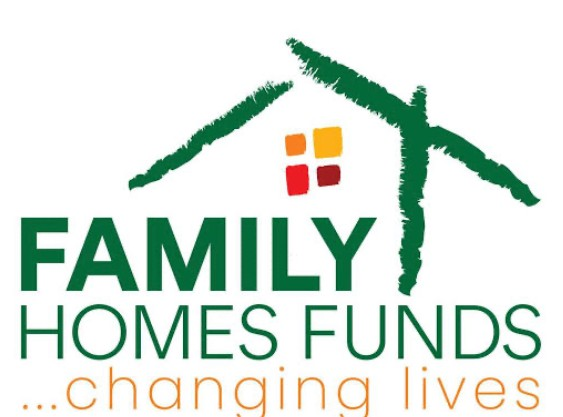 FAMILY
HOMES FUNDS
...changing lives